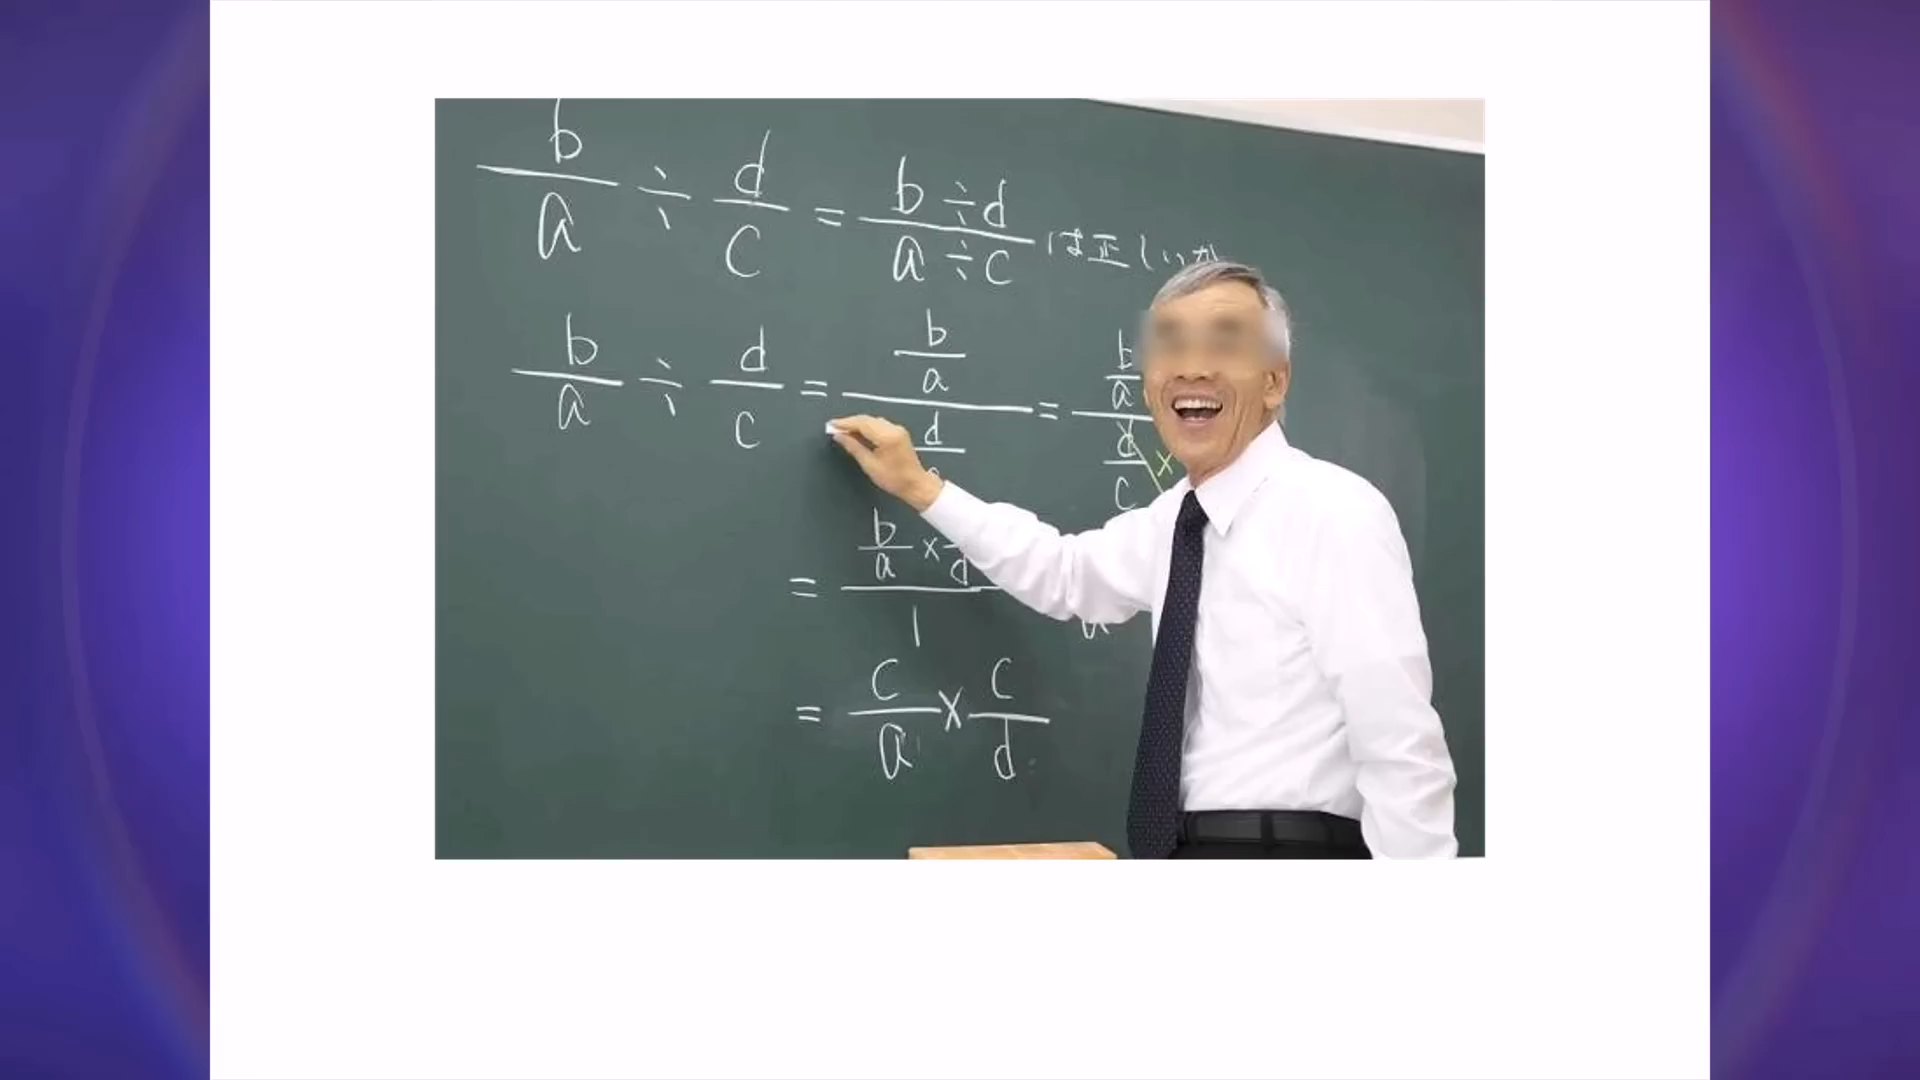 b/a ÷ d/c = (b÷d)/(a÷c) は正しいか
b/a ÷ d/c = (b/a)/(d/) = (b/a)/(d/c ×
= (b/a × /d)/1
= c/a × c/d